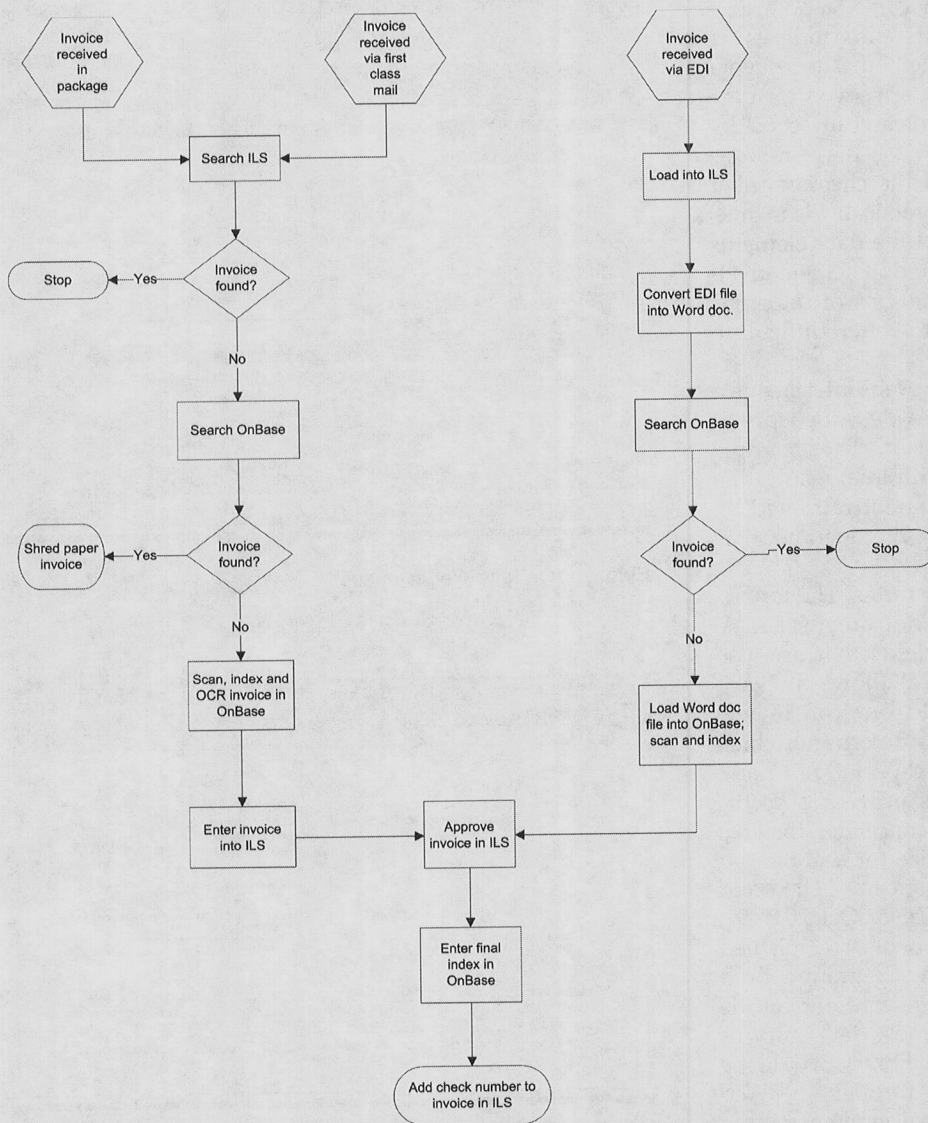 Invoice
received
in
package
Invoice
received
via first
class
mail
Invoice
received
via EDI
Search ILS
Load into ILS
Stop
Yes
Invoice
found?
Convert EDI file
into Word doc.
No
Search OnBase
Search OnBase
Shred paper
invoice
Yes
Invoice
found?
Invoice
found?
Yes
Stop
No
No
Scan, index and
OCR invoice in
OnBase
Load Word doc
file into OnBase;
scan and index
Enter invoice
into ILS
Approve
invoice in ILS
Enter final
index in
OnBase
Add check number to
invoice in ILS